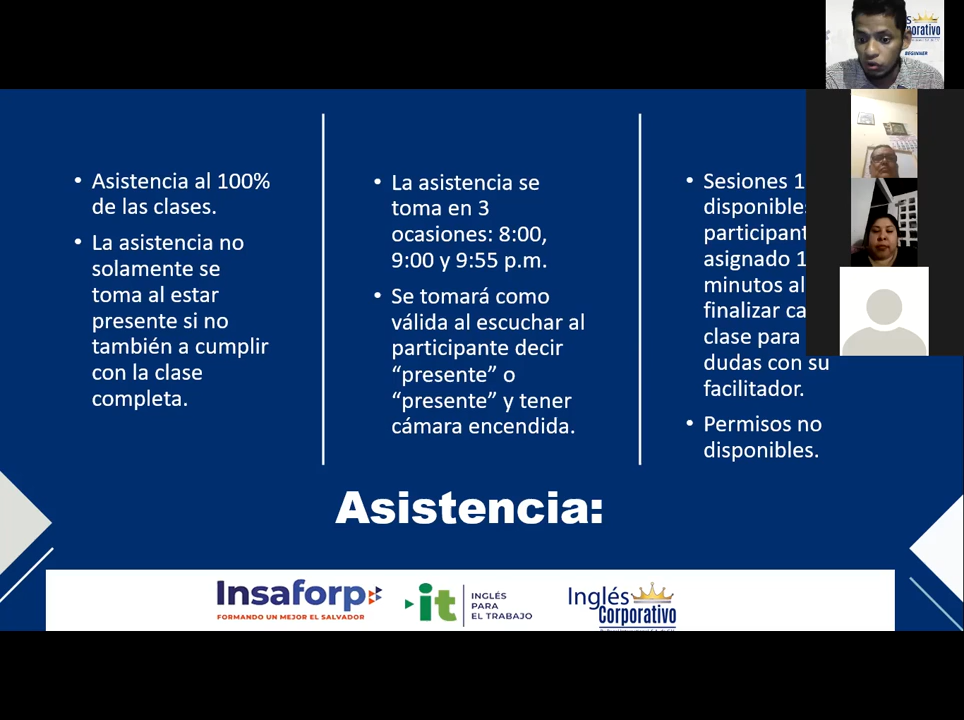 orativo
BEGINNER
• Asistencia al 100%
de las clases.
• La asistencia no
solamente se
toma al estar
presente si no
también a cumplir
con la clase
completa.
• La asistencia se
toma en 3
ocasiones: 8:00,
9:00 y 9:55 p.m.
• Se tomará como
válida al escuchar al
participante decir
“presente” o
“presente” y tener
cámara encendida.
• Sesiones 1
disponible
participant
asignado 1
minutos al
finalizar ca
clase para
dudas con su
facilitador.
• Permisos no
disponibles.
Asistencia:
Insaforp
FORMANDO UN MEJOR EL SALVADOR
it
INGLÉS
PARA
EL TRABAJO
Inglés
Corporativo